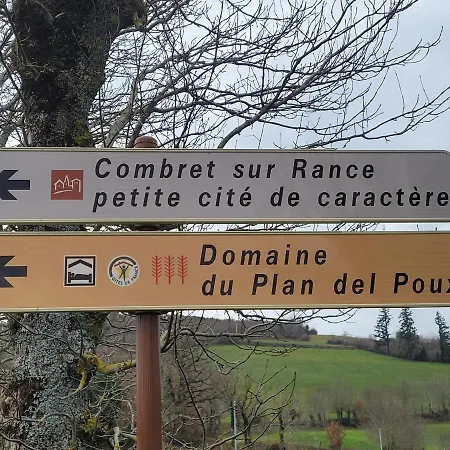 Combret sur Rance
petite cité de caractère
Domaine
du Plan del Poux